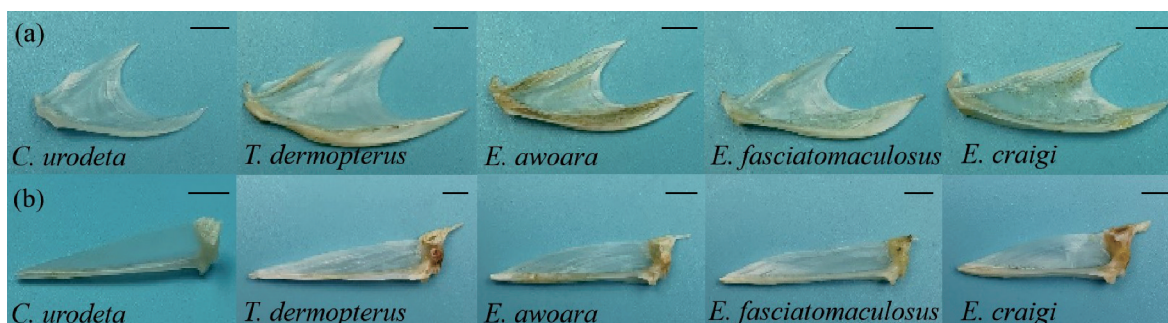 (a)
C. urodeta T. dermopterus E. awoara E. fasciatomaculosus E. craigi
(b)
C. urodeta T. dermopterus E. awoara E. fasciatomaculosus E. craigi